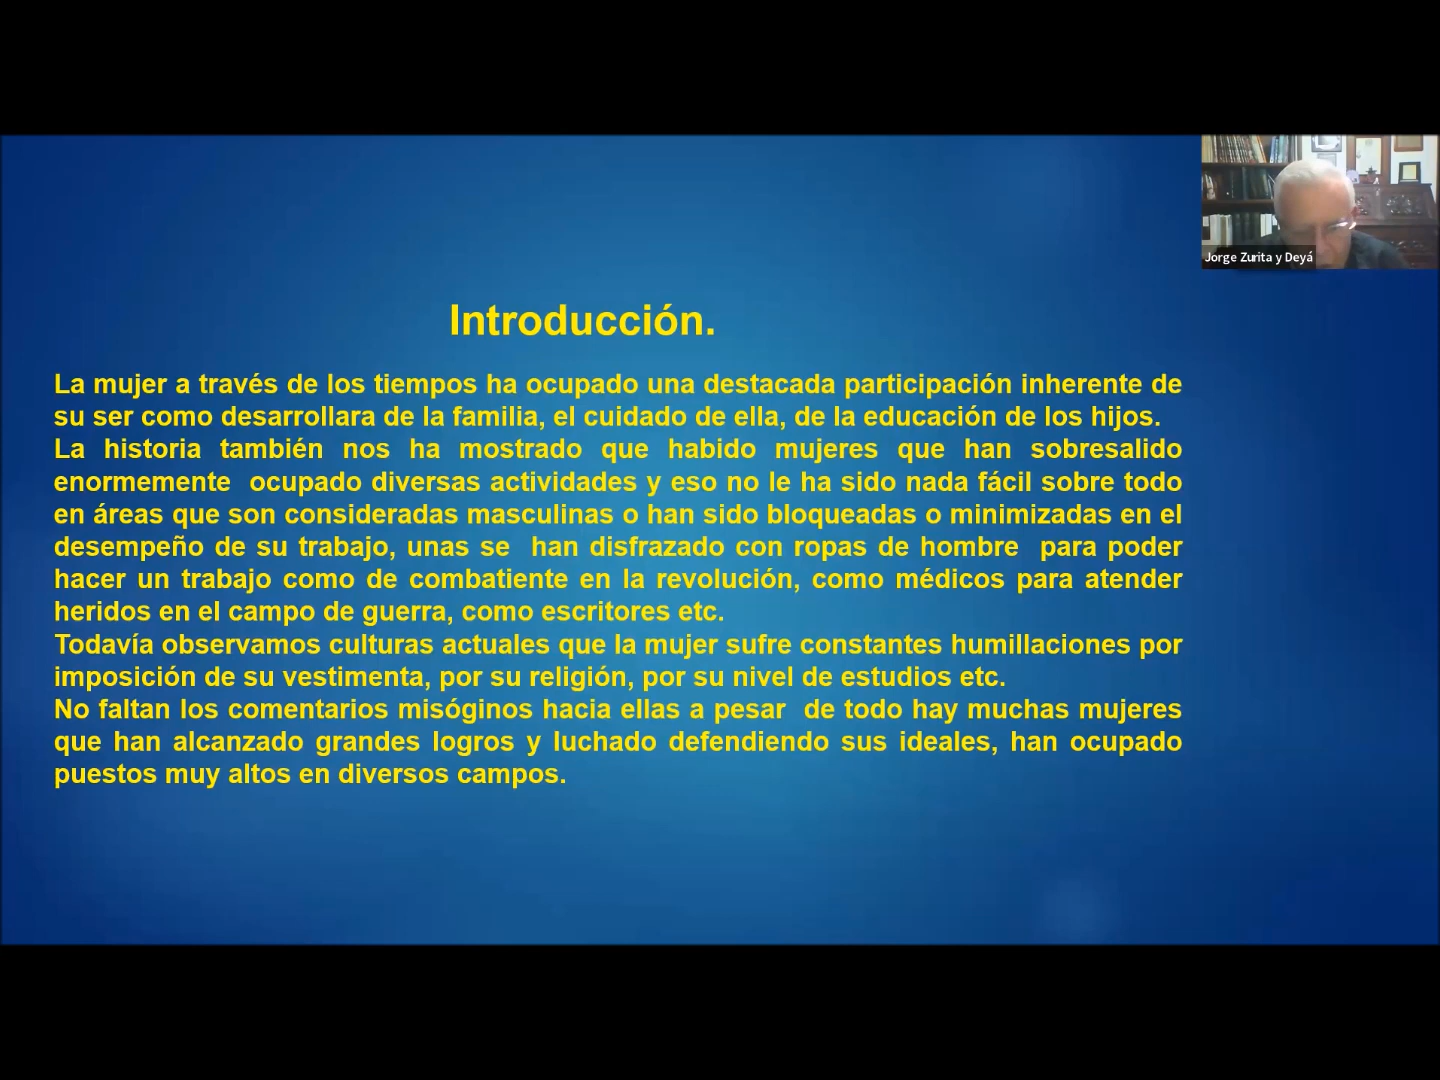 Jorge Zurita y Deyá
Introducción.
La mujer a través de los tiempos ha ocupado una destacada participación inherente de
su ser como desarrollara de la familia, el cuidado de ella, de la educación de los hijos.
La historia también nos ha mostrado que habido mujeres que han sobresalido
enormemente ocupado diversas actividades y eso no le ha sido nada fácil sobre todo
en áreas que son consideradas masculinas o han sido bloqueadas o minimizadas en el
desempeño de su trabajo, unas se han disfrazado con ropas de hombre para poder
hacer un trabajo como de combatiente en la revolución, como médicos para atender
heridos en el campo de guerra, como escritores etc.
Todavía observamos culturas actuales que la mujer sufre constantes humillaciones por
imposición de su vestimenta, por su religión, por su nivel de estudios etc.
No faltan los comentarios misóginos hacia ellas a pesar de todo hay muchas mujeres
que han alcanzado grandes logros y luchado defendiendo sus ideales, han ocupado
puestos muy altos en diversos campos.